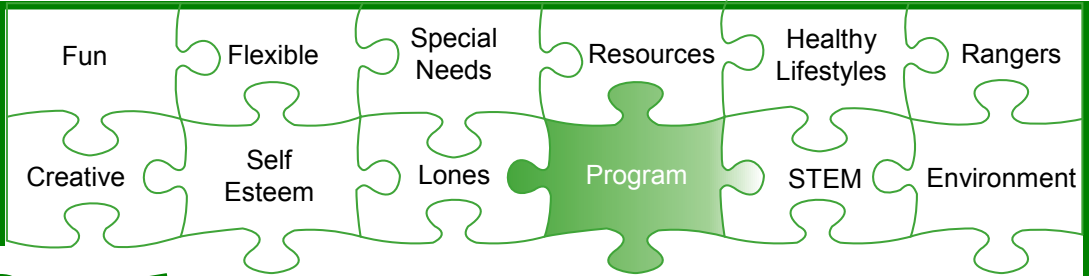 Fun
Flexible
Special
Needs
Resources
Healthy
Lifestyles
Rangers
Creative
Self
Esteem
Lones
Program
STEM
Environment